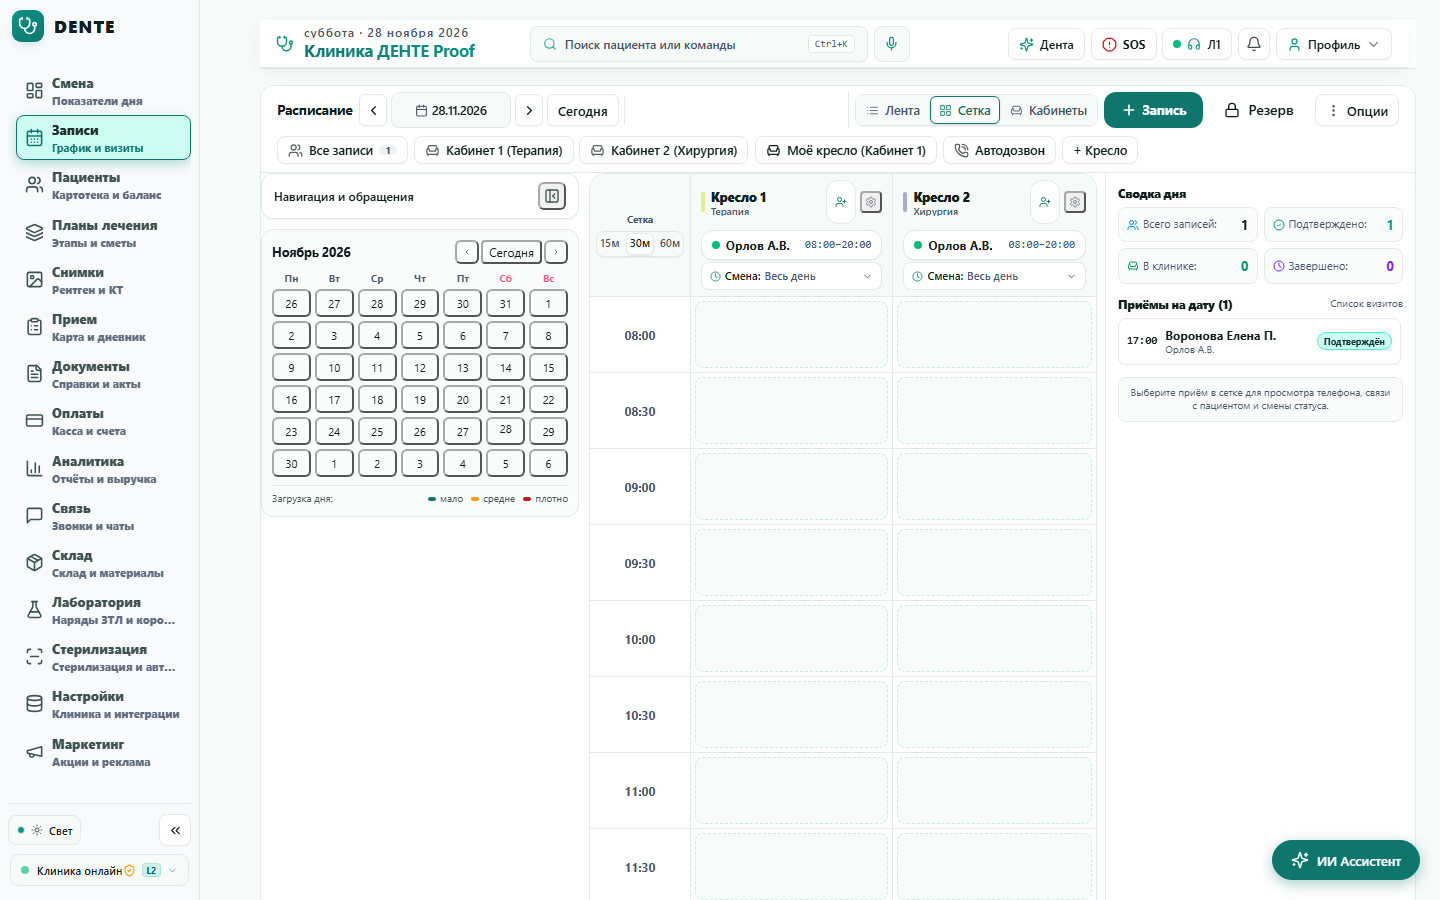 DENTE
Смена
Показатели дня
Записи
График и визиты
Пациенты
Картотека и баланс
Планы лечения
Этапы и сметы
Снимки
Рентген и КТ
Прием
Карта и дневник
Документы
Справки и акты
Оплаты
Касса и счета
Аналитика
Отчёты и выручка
Связь
Звонки и чаты
Склад
Склад и материалы
Лаборатория
Наряды ЗТЛ и коро...
Стерилизация
Стерилизация и авт...
Настройки
Клиника и интеграции
Маркетинг
Акции и реклама
Свет
Клиника онлайн L2
суббота · 28 ноября 2026
Клиника ДЕНТЕ Proof
Поиск пациента или команды Ctrl+K
Дента
SOS
Л1
Профиль
Расписание
28.11.2026
Сегодня
Лента
Сетка
Кабинеты
Запись
Резерв
Опции
Все записи 1
Кабинет 1 (Терапия)
Кабинет 2 (Хирургия)
Моё кресло (Кабинет 1)
Автодозвон
+ Кресло
Навигация и обращения
Ноябрь 2026
Сегодня
Пн Вт Ср Чт Пт Сб Вс
26 27 28 29 30 31 1
2 3 4 5 6 7 8
9 10 11 12 13 14 15
16 17 18 19 20 21 22
23 24 25 26 27 28 29
30 1 2 3 4 5 6
Загрузка дня: мало средне плотно
Сетка
15м 30м 60м
Кресло 1
Терапия
Орлов А.В. 08:00–20:00
Смена: Весь день
Кресло 2
Хирургия
Орлов А.В. 08:00–20:00
Смена: Весь день
08:00
08:30
09:00
09:30
10:00
10:30
11:00
11:30
Сводка дня
Всего записей: 1
Подтверждено: 1
В клинике: 0
Завершено: 0
Приёмы на дату (1)
Список визитов
17:00 Воронова Елена П.
Орлов А.В.
Подтверждён
Выберите приём в сетке для просмотра телефона, связи
с пациентом и смены статуса.
ИИ Ассистент